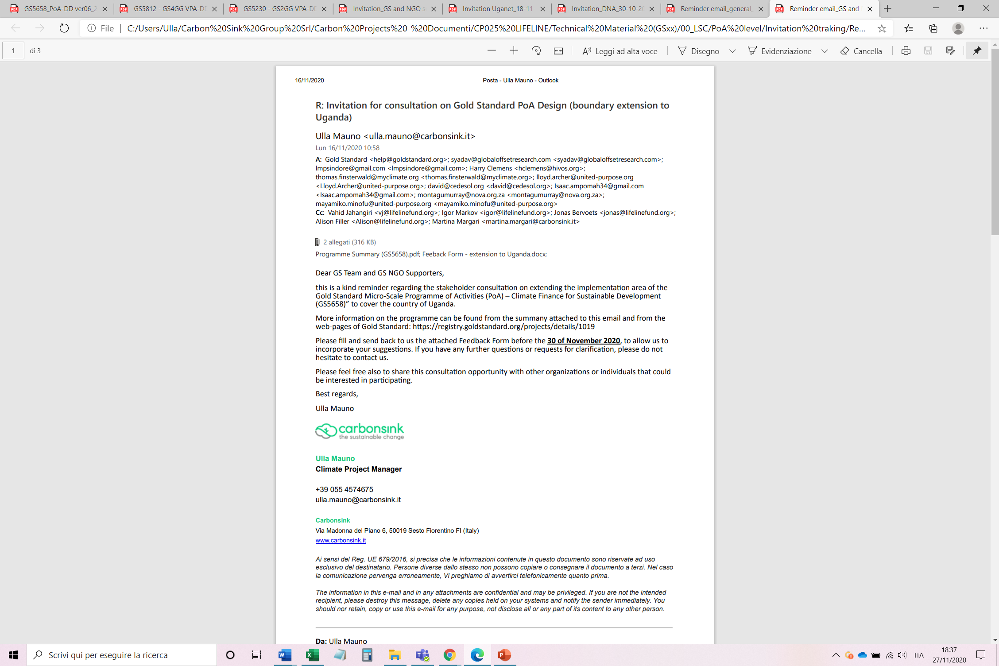 GS5658_PoA-DD ver06_2
GS5812 - GS4GG VPA-DD
GS5230 - GS2GG VPA-DD
Invitation_GS and NGO s
Invitation Uganet_18-11-
Invitation_DNA_30-10-20
Reminder email_general_
Reminder email_GS and
File
C:/Users/Ulla/Carbon%20Sink%20Group%20Srl/Carbon%20Projects%20-%20Documenti/CP025%20LIFELINE/Technical%20Material%20(GSxx)/00_LSC/PoA%20level/Invitation%20traking/Re...
1 di 3
Leggi ad alta voce
Disegno
Evidenziazione
Cancella
16/11/2020
Posta - Ulla Mauno - Outlook
R: Invitation for consultation on Gold Standard PoA Design (boundary extension to
Uganda)
Ulla Mauno <ulla.mauno@carbonsink.it>
Lun 16/11/2020 10:58
A: Gold Standard <help@goldstandard.org>; syadav@globaloffsetresearch.com <syadav@globaloffsetresearch.com>;
lmpsindore@gmail.com <lmpsindore@gmail.com>; Harry Clemens <hclemens@hivos.org>;
thomas.finsterwald@myclimate.org <thomas.finsterwald@myclimate.org>; lloyd.archer@united-purpose.org
<Lloyd.Archer@united-purpose.org>; david@cedesol.org <david@cedesol.org>; Isaac.ampomah34@gmail.com
<Isaac.ampomah34@gmail.com>; montagumurray@nova.org.za <montagumurray@nova.org.za>;
mayamiko.minofu@united-purpose.org <mayamiko.minofu@united-purpose.org>
Cc: Vahid Jahangiri <vj@lifelinefund.org>; Igor Markov <igor@lifelinefund.org>; Jonas Bervoets <jonas@lifelinefund.org>;
Alison Filler <Alison@lifelinefund.org>; Martina Margari <martina.margari@carbonsink.it>
2 allegati (316 KB)
Programme Summary (GS5658).pdf; Feeback Form - extension to Uganda.docx;
Dear GS Team and GS NGO Supporters,
this is a kind reminder regarding the stakeholder consultation on extending the implementation area of the
Gold Standard Micro-Scale Programme of Activities (PoA) – Climate Finance for Sustainable Development
(GS5658)” to cover the country of Uganda.
More information on the programme can be found from the summany attached to this email and from the
web-pages of Gold Standard: https://registry.goldstandard.org/projects/details/1019
Please fill and send back to us the attached Feedback Form before the 30 of November 2020, to allow us to
incorporate your suggestions. If you have any further questions or requests for clarification, please do not
hesitate to contact us.
Please feel free also to share this consultation opportunity with other organizations or individuals that could
be interested in participating.
Best regards,
Ulla Mauno
carbonsink
the sustainable change
Ulla Mauno
Climate Project Manager
+39 055 4574675
ulla.mauno@carbonsink.it
Carbonsink
Via Madonna del Piano 6, 50019 Sesto Fiorentino FI (Italy)
www.carbonsink.it
Ai sensi del Reg. UE 679/2016, si precisa che le informazioni contenute in questo documento sono riservate ad uso
esclusivo del destinatario. Persone diverse dallo stesso non possono copiare o consegnare il documento a terzi. Nel caso
la comunicazione pervenga erroneamente, Vi preghiamo di avvertirci telefonicamente quanto prima.
The information in this e-mail and in any attachments are confidential and may be privileged. If you are not the intended
recipient, please destroy this message, delete any copies held on your systems and notify the sender immediately. You
should nor retain, copy or use this e-mail for any purpose, not disclose all or any part of its content to any other person.
Da: Ulla Mauno
Scrivi qui per eseguire la ricerca
ITA
18:37
27/11/2020